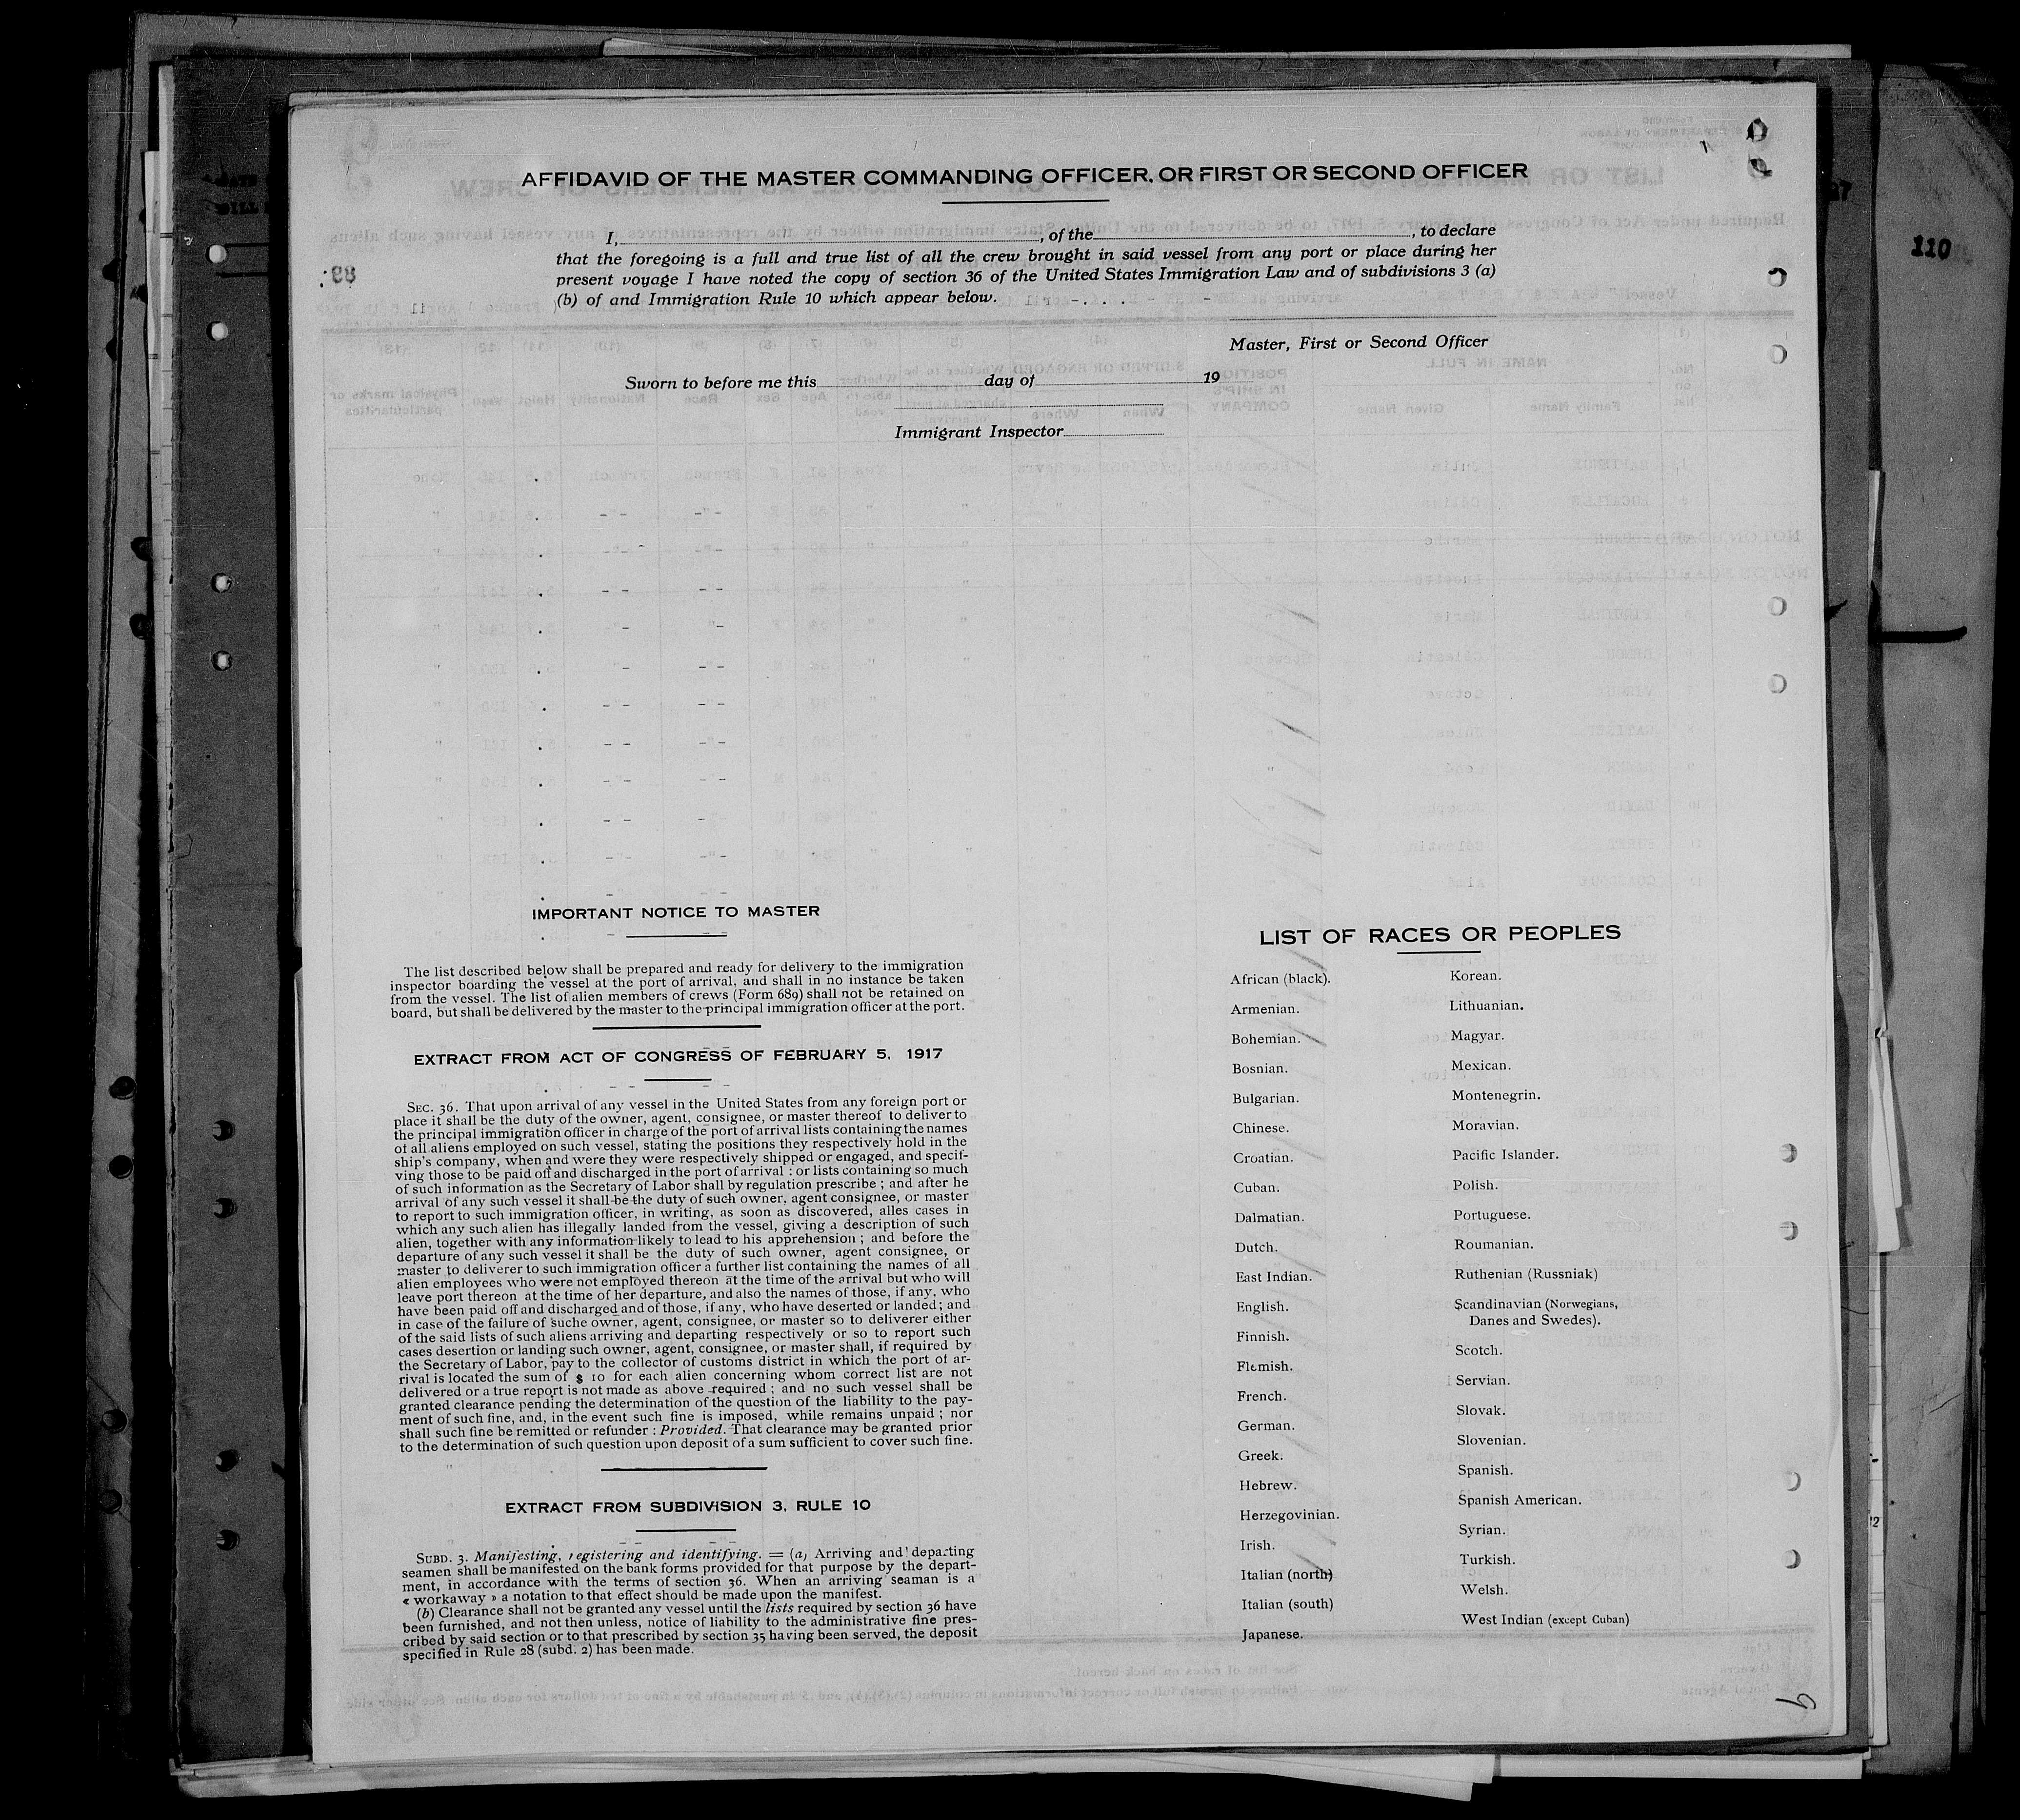 AFFIDAVID OF THE MASTER COMMANDING OFFICER, OR FIRST OR SECOND OFFICER
I, , of the , to declare
that the foregoing is a full and true list of all the crew brought in said vessel from any port or place during her
present voyage I have noted the copy of section 36 of the United States Immigration Law and of subdivisions 3 (a)
(b) of and Immigration Rule 10 which appear below.
Master, First or Second Officer
Sworn to before me this day of 19
Immigrant Inspector
110
IMPORTANT NOTICE TO MASTER
The list described below shall be prepared and ready for delivery to the immigration
inspector boarding the vessel at the port of arrival, and shall in no instance be taken
from the vessel. The list of alien members of crews (Form 689) shall not be retained on
board, but shall be delivered by the master to the principal immigration officer at the port.
EXTRACT FROM ACT OF CONGRESS OF FEBRUARY 5, 1917
SEC. 36. That upon arrival of any vessel in the United States from any foreign port or
place it shall be the duty of the owner, agent, consignee, or master thereof to deliver to
the principal immigration officer in charge of the port of arrival lists containing the names
of all aliens employed on such vessel, stating the positions they respectively hold in the
ship's company, when and were they were respectively shipped or engaged, and specif-
ving those to be paid off and discharged in the port of arrival : or lists containing so much
of such information as the Secretary of Labor shall by regulation prescribe ; and after he
arrival of any such vessel it shall be the duty of such owner, agent consignee, or master
to report to such immigration officer, in writing, as soon as discovered, alles cases in
which any such alien has illegally landed from the vessel, giving a description of such
alien, together with any information likely to lead to his apprehension ; and before the
departure of any such vessel it shall be the duty of such owner, agent consignee, or
master to deliverer to such immigration officer a further list containing the names of all
alien employees who were not employed thereon at the time of the arrival but who will
leave port thereon at the time of her departure, and also the names of those, if any, who
have been paid off and discharged and of those, if any, who have deserted or landed ; and
in case of the failure of suche owner, agent, consignee, or master so to deliverer either
of the said lists of such aliens arriving and departing respectively or so to report such
cases desertion or landing such owner, agent, consignee, or master shall, if required by
the Secretary of Labor, pay to the collector of customs district in which the port of ar-
rival is located the sum of $ 10 for each alien concerning whom correct list are not
delivered or a true report is not made as above required ; and no such vessel shall be
granted clearance pending the determination of the question of the liability to the pay-
ment of such fine, and, in the event such fine is imposed, while remains unpaid ; nor
shall such fine be remitted or refunder : Provided. That clearance may be granted prior
to the determination of such question upon deposit of a sum sufficient to cover such fine.
EXTRACT FROM SUBDIVISION 3, RULE 10
SUBD. 3. Manifesting, registering and identifying. = (a) Arriving and departing
seamen shall be manifested on the bank forms provided for that purpose by the depart-
ment, in accordance with the terms of section 36. When an arriving seaman is a
« workaway » a notation to that effect should be made upon the manifest.
(b) Clearance shall not be granted any vessel until the lists required by section 36 have
been furnished, and not then unless, notice of liability to the administrative fine pres-
cribed by said section or to that prescribed by section 35 having been served, the deposit
specified in Rule 28 (subd. 2) has been made.
LIST OF RACES OR PEOPLES
African (black).
Armenian.
Bohemian.
Bosnian.
Bulgarian.
Chinese.
Croatian.
Cuban.
Dalmatian.
Dutch.
East Indian.
English.
Finnish.
Flemish.
French.
German.
Greek.
Hebrew.
Herzegovinian.
Irish.
Italian (north)
Italian (south)
Japanese.
Korean.
Lithuanian.
Magyar.
Mexican.
Montenegrin.
Moravian.
Pacific Islander.
Polish.
Portuguese.
Roumanian.
Ruthenian (Russniak)
Scandinavian (Norwegians,
Danes and Swedes).
Scotch.
Servian.
Slovak.
Slovenian.
Spanish.
Spanish American.
Syrian.
Turkish.
Welsh.
West Indian (except Cuban)
9